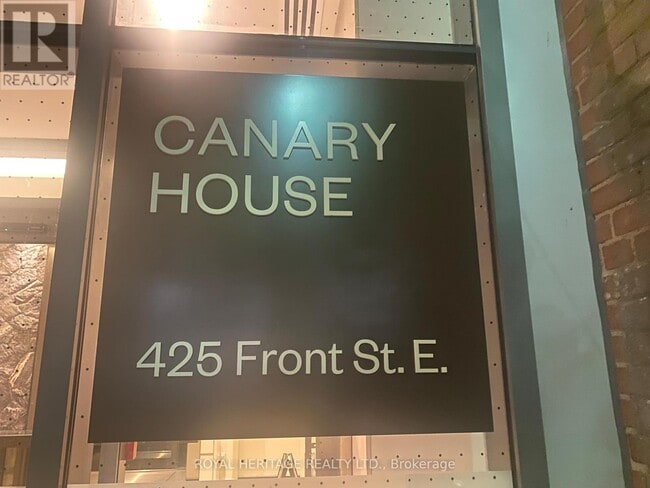 REALTOR
CANARY
HOUSE
425 Front St. E.
ROYAL HERITAGE REALTY LTD., Brokerage